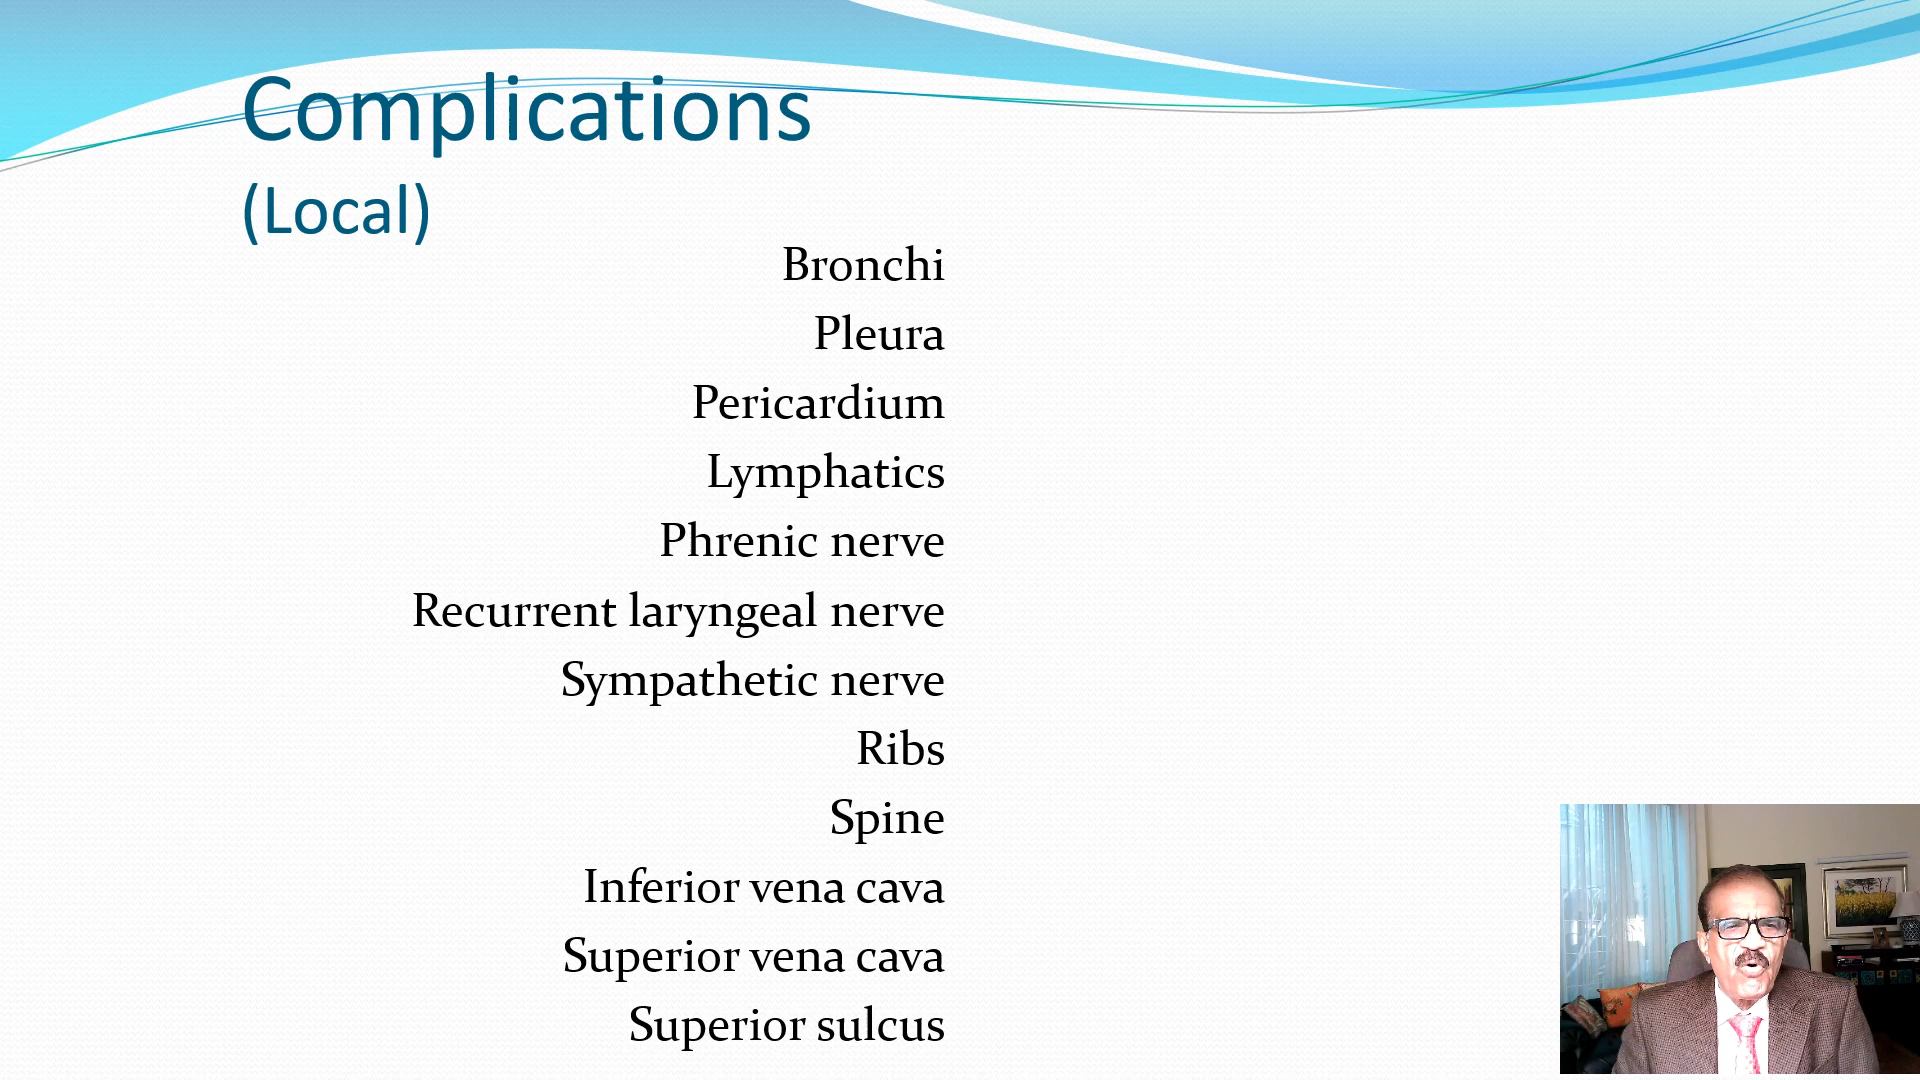 Complications
(Local)
Bronchi
Pleura
Pericardium
Lymphatics
Phrenic nerve
Recurrent laryngeal nerve
Sympathetic nerve
Ribs
Spine
Inferior vena cava
Superior vena cava
Superior sulcus